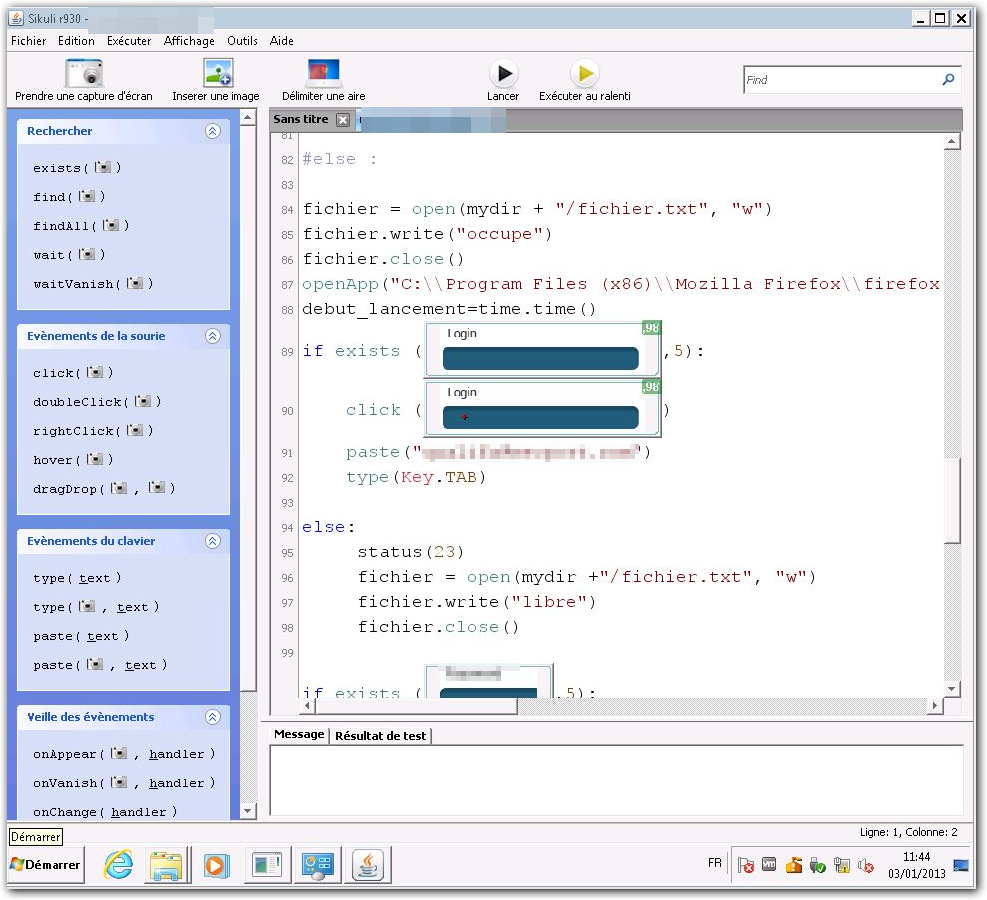 Sikuli r930 -
Fichier Edition Exécuter Affichage Outils Aide
Prendre une capture d'écran Inserer une image Délimiter une aire Lancer Exécuter au ralenti Find
Rechercher
exists( )
find( )
findAll( )
wait( )
waitVanish( )
Evènements de la sourie
click( )
doubleClick( )
rightClick( )
hover( )
dragDrop( , )
Evènements du clavier
type( text )
type( , text )
paste( text )
paste( , text )
Veille des évènements
onAppear( , handler )
onVanish( , handler )
onChange( handler )
Sans titre
81
82 #else :
83
84 fichier = open(mydir + "/fichier.txt", "w")
85 fichier.write("occupe")
86 fichier.close()
87 openApp("C:\\Program Files (x86)\\Mozilla Firefox\\firefox
88 debut_lancement=time.time()
Login .98
89 if exists ( ,5):
Login .98
90 click ( )
91 paste(" ")
92 type(Key.TAB)
93
94 else:
95 status(23)
96 fichier = open(mydir +"/fichier.txt", "w")
97 fichier.write("libre")
98 fichier.close()
99
if exists ( ,5):
Message Résultat de test
Ligne: 1, Colonne: 2
Démarrer
Démarrer FR vm 11:44
03/01/2013